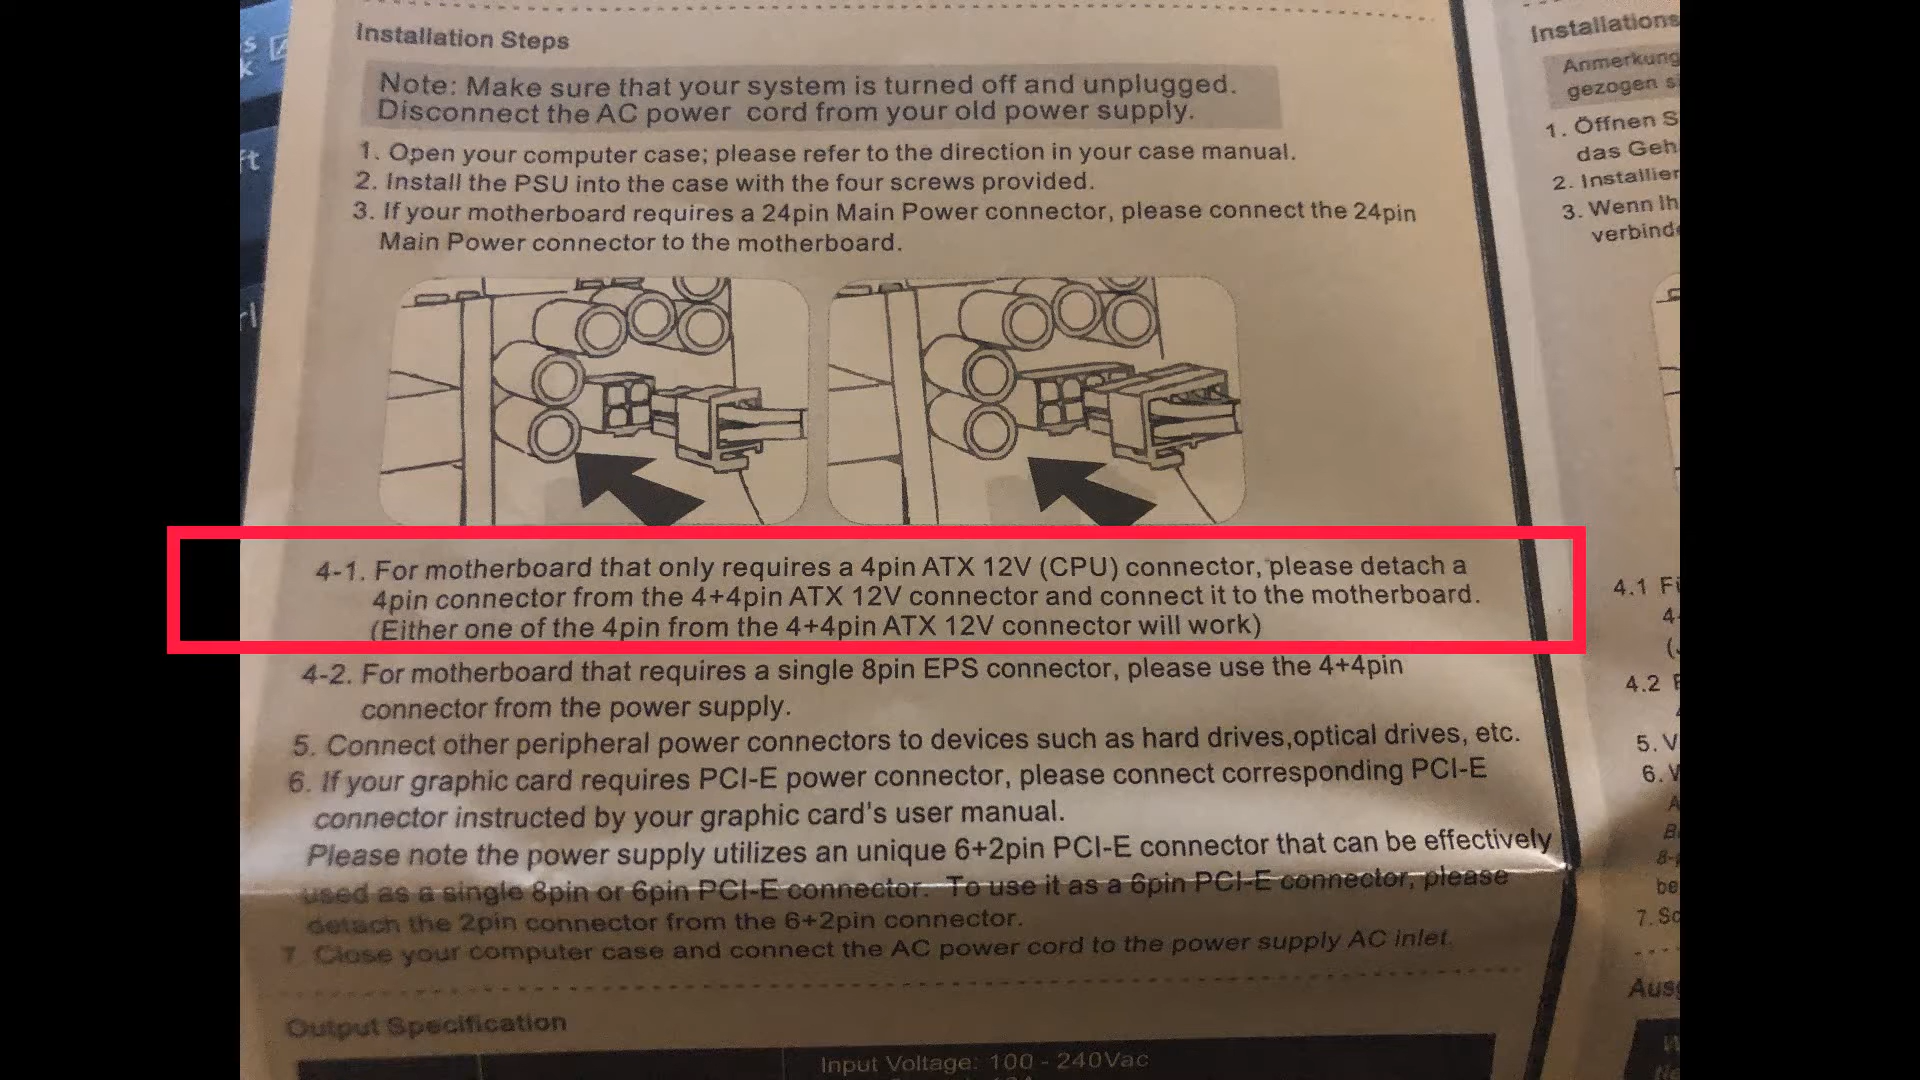 Installation Steps
Note: Make sure that your system is turned off and unplugged.
Disconnect the AC power cord from your old power supply.
1. Open your computer case; please refer to the direction in your case manual.
2. Install the PSU into the case with the four screws provided.
3. If your motherboard requires a 24pin Main Power connector, please connect the 24pin
Main Power connector to the motherboard.
4-1. For motherboard that only requires a 4pin ATX 12V (CPU) connector, please detach a
4pin connector from the 4+4pin ATX 12V connector and connect it to the motherboard.
(Either one of the 4pin from the 4+4pin ATX 12V connector will work)
4-2. For motherboard that requires a single 8pin EPS connector, please use the 4+4pin
connector from the power supply.
5. Connect other peripheral power connectors to devices such as hard drives,optical drives, etc.
6. If your graphic card requires PCI-E power connector, please connect corresponding PCI-E
connector instructed by your graphic card's user manual.
Please note the power supply utilizes an unique 6+2pin PCI-E connector that can be effectively
used as a single 8pin or 6pin PCI-E connector. To use it as a 6pin PCI-E connector, please
detach the 2pin connector from the 6+2pin connector.
7. Close your computer case and connect the AC power cord to the power supply AC inlet.
Output Specification
Input Voltage: 100 - 240Vac
Installations
Anmerkung
gezogen
1. Öffnen
das
2. Installier
3. Wenn
verbinde
4.1
4.2
5.
6.
7.